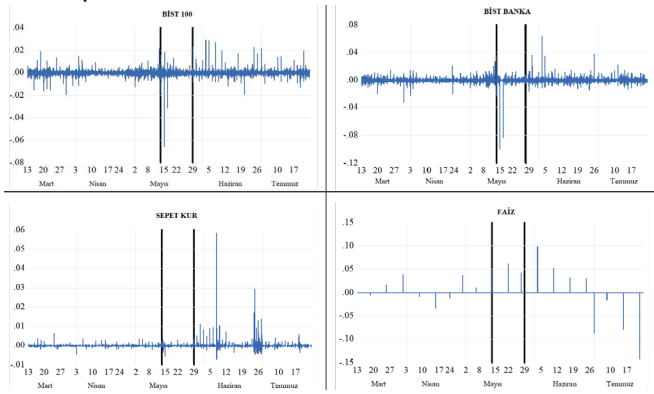 BİST 100
.04
.02
.00
-.02
-.04
-.06
-.08
13 20 27 3 10 17 24 2 8 15 22 29 5 12 19 26 10 17
Mart Nisan Mayıs Haziran Temmuz
BİST BANKA
.08
.04
.00
-.04
-.08
-.12
13 20 27 3 10 17 24 2 8 15 22 29 5 12 19 26 10 17
Mart Nisan Mayıs Haziran Temmuz
SEPET KUR
.06
.05
.04
.03
.02
.01
.00
-.01
13 20 27 3 10 17 24 2 8 15 22 29 5 12 19 26 10 17
Mart Nisan Mayıs Haziran Temmuz
FAİZ
.15
.10
.05
.00
-.05
-.10
-.15
13 20 27 3 10 17 24 2 8 15 22 29 5 12 19 26 10 17
Mart Nisan Mayıs Haziran Temmuz